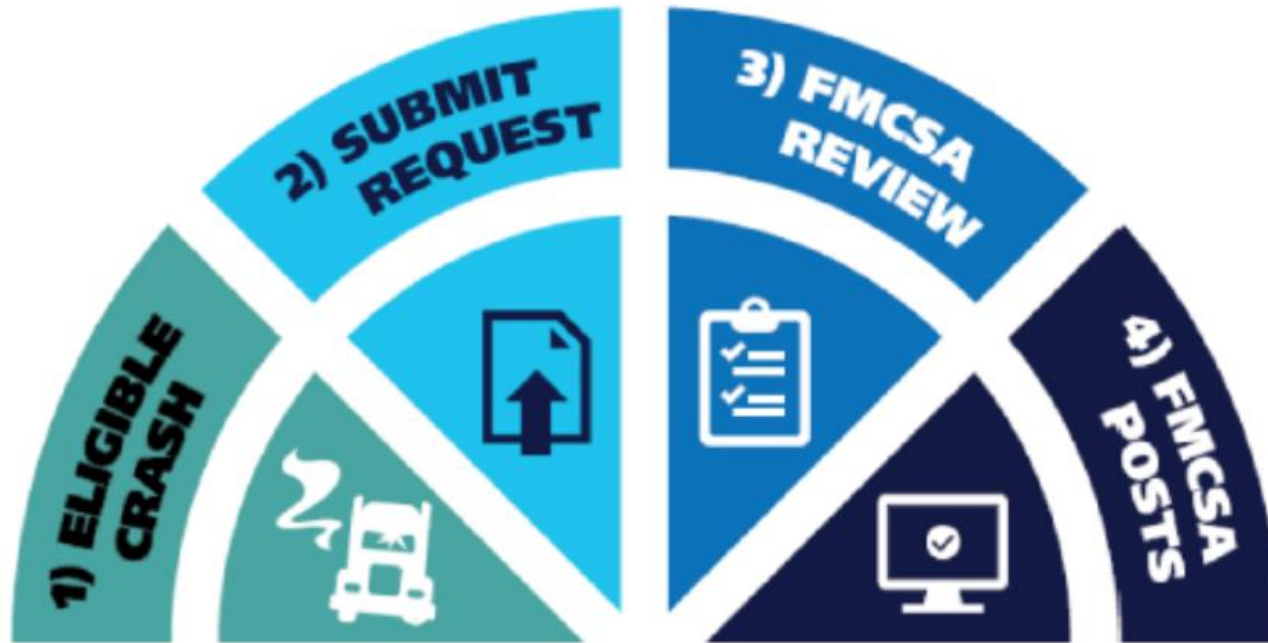 1) ELIGIBLE
CRASH
2) SUBMIT
REQUEST
3) FMCSA
REVIEW
4) FMCSA
POSTS